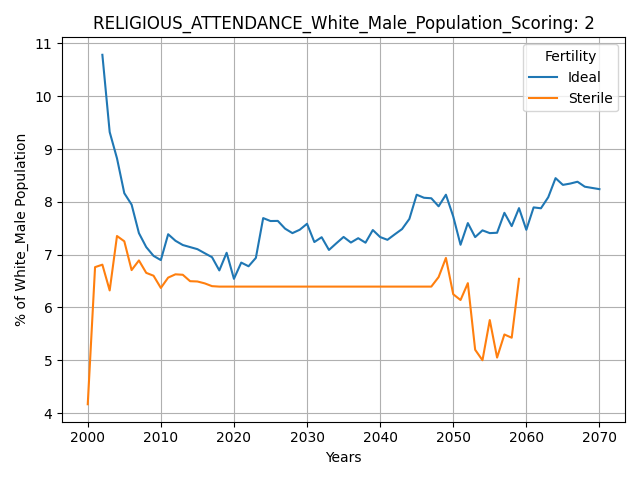 RELIGIOUS_ATTENDANCE_White_Male_Population_Scoring: 2
Fertility
Ideal
Sterile
% of White_Male Population
11
10
9
8
7
6
5
4
2000 2010 2020 2030 2040 2050 2060 2070
Years